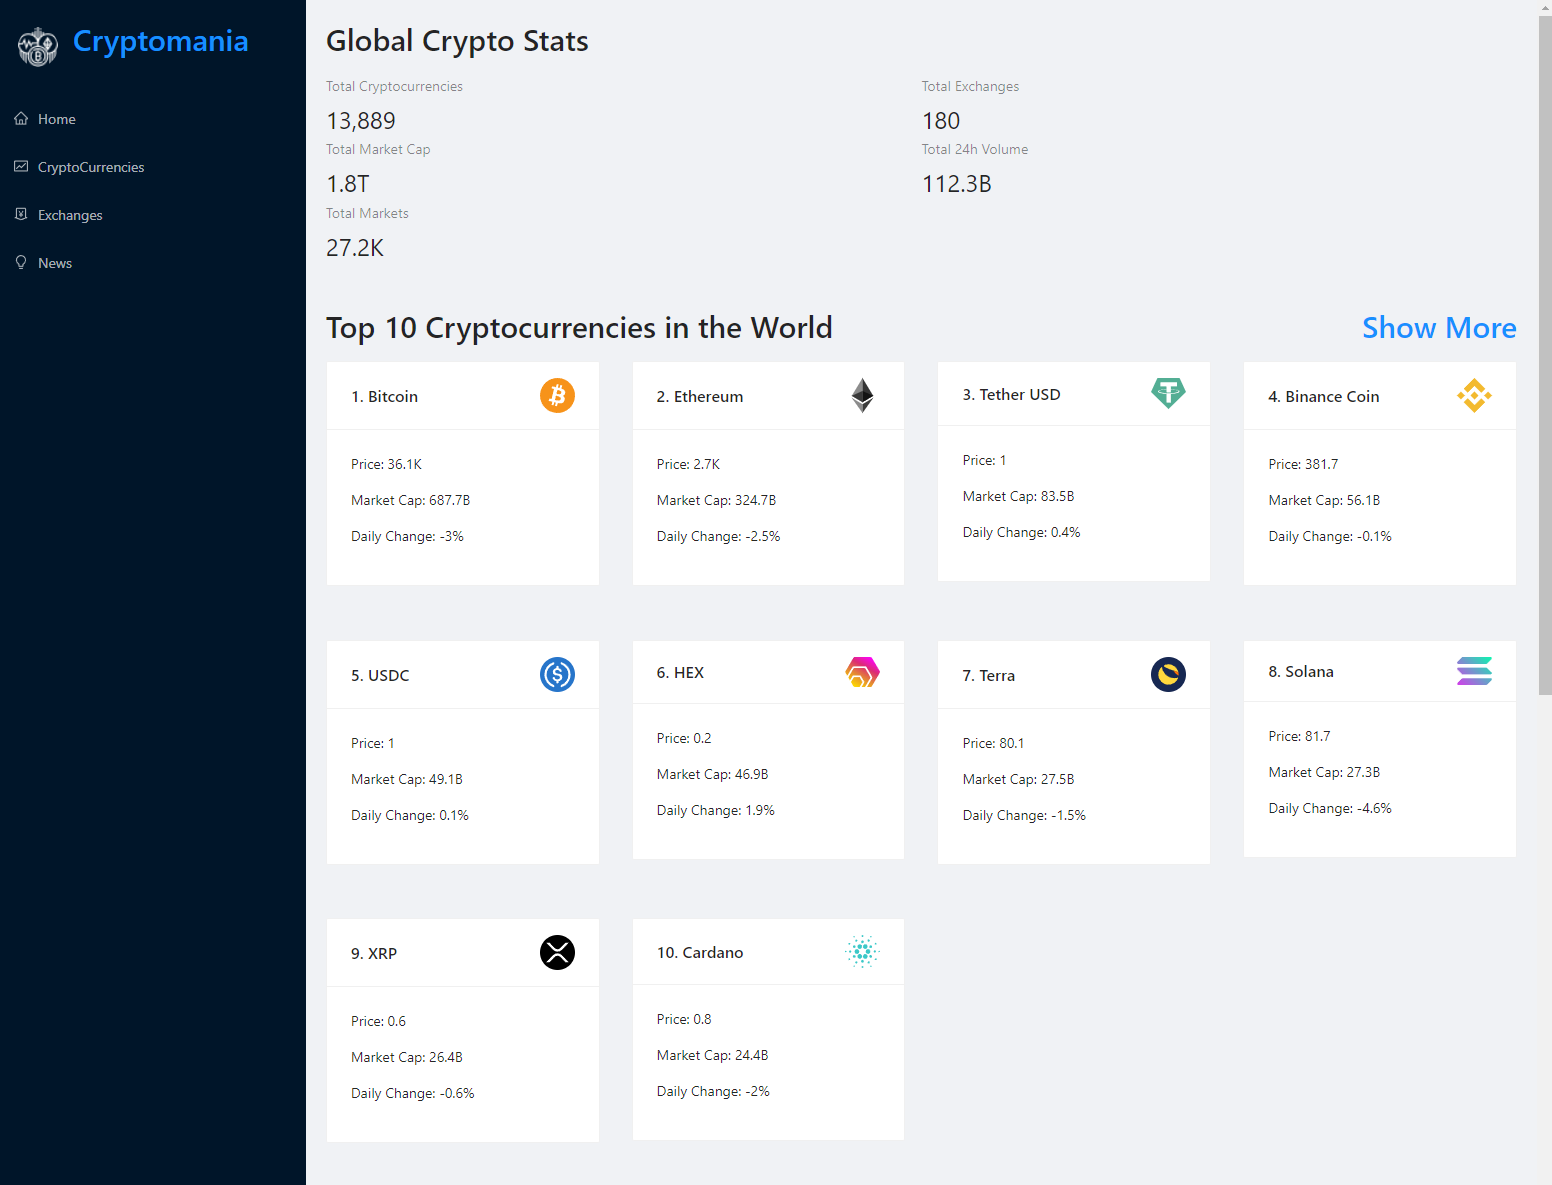 Cryptomania
Home
CryptoCurrencies
Exchanges
News
Global Crypto Stats
Total Cryptocurrencies
13,889
Total Exchanges
180
Total Market Cap
1.8T
Total 24h Volume
112.3B
Total Markets
27.2K
Top 10 Cryptocurrencies in the World
Show More
1. Bitcoin
Price: 36.1K
Market Cap: 687.7B
Daily Change: -3%
2. Ethereum
Price: 2.7K
Market Cap: 324.7B
Daily Change: -2.5%
3. Tether USD
Price: 1
Market Cap: 83.5B
Daily Change: 0.4%
4. Binance Coin
Price: 381.7
Market Cap: 56.1B
Daily Change: -0.1%
5. USDC
Price: 1
Market Cap: 49.1B
Daily Change: 0.1%
6. HEX
Price: 0.2
Market Cap: 46.9B
Daily Change: 1.9%
7. Terra
Price: 80.1
Market Cap: 27.5B
Daily Change: -1.5%
8. Solana
Price: 81.7
Market Cap: 27.3B
Daily Change: -4.6%
9. XRP
Price: 0.6
Market Cap: 26.4B
Daily Change: -0.6%
10. Cardano
Price: 0.8
Market Cap: 24.4B
Daily Change: -2%